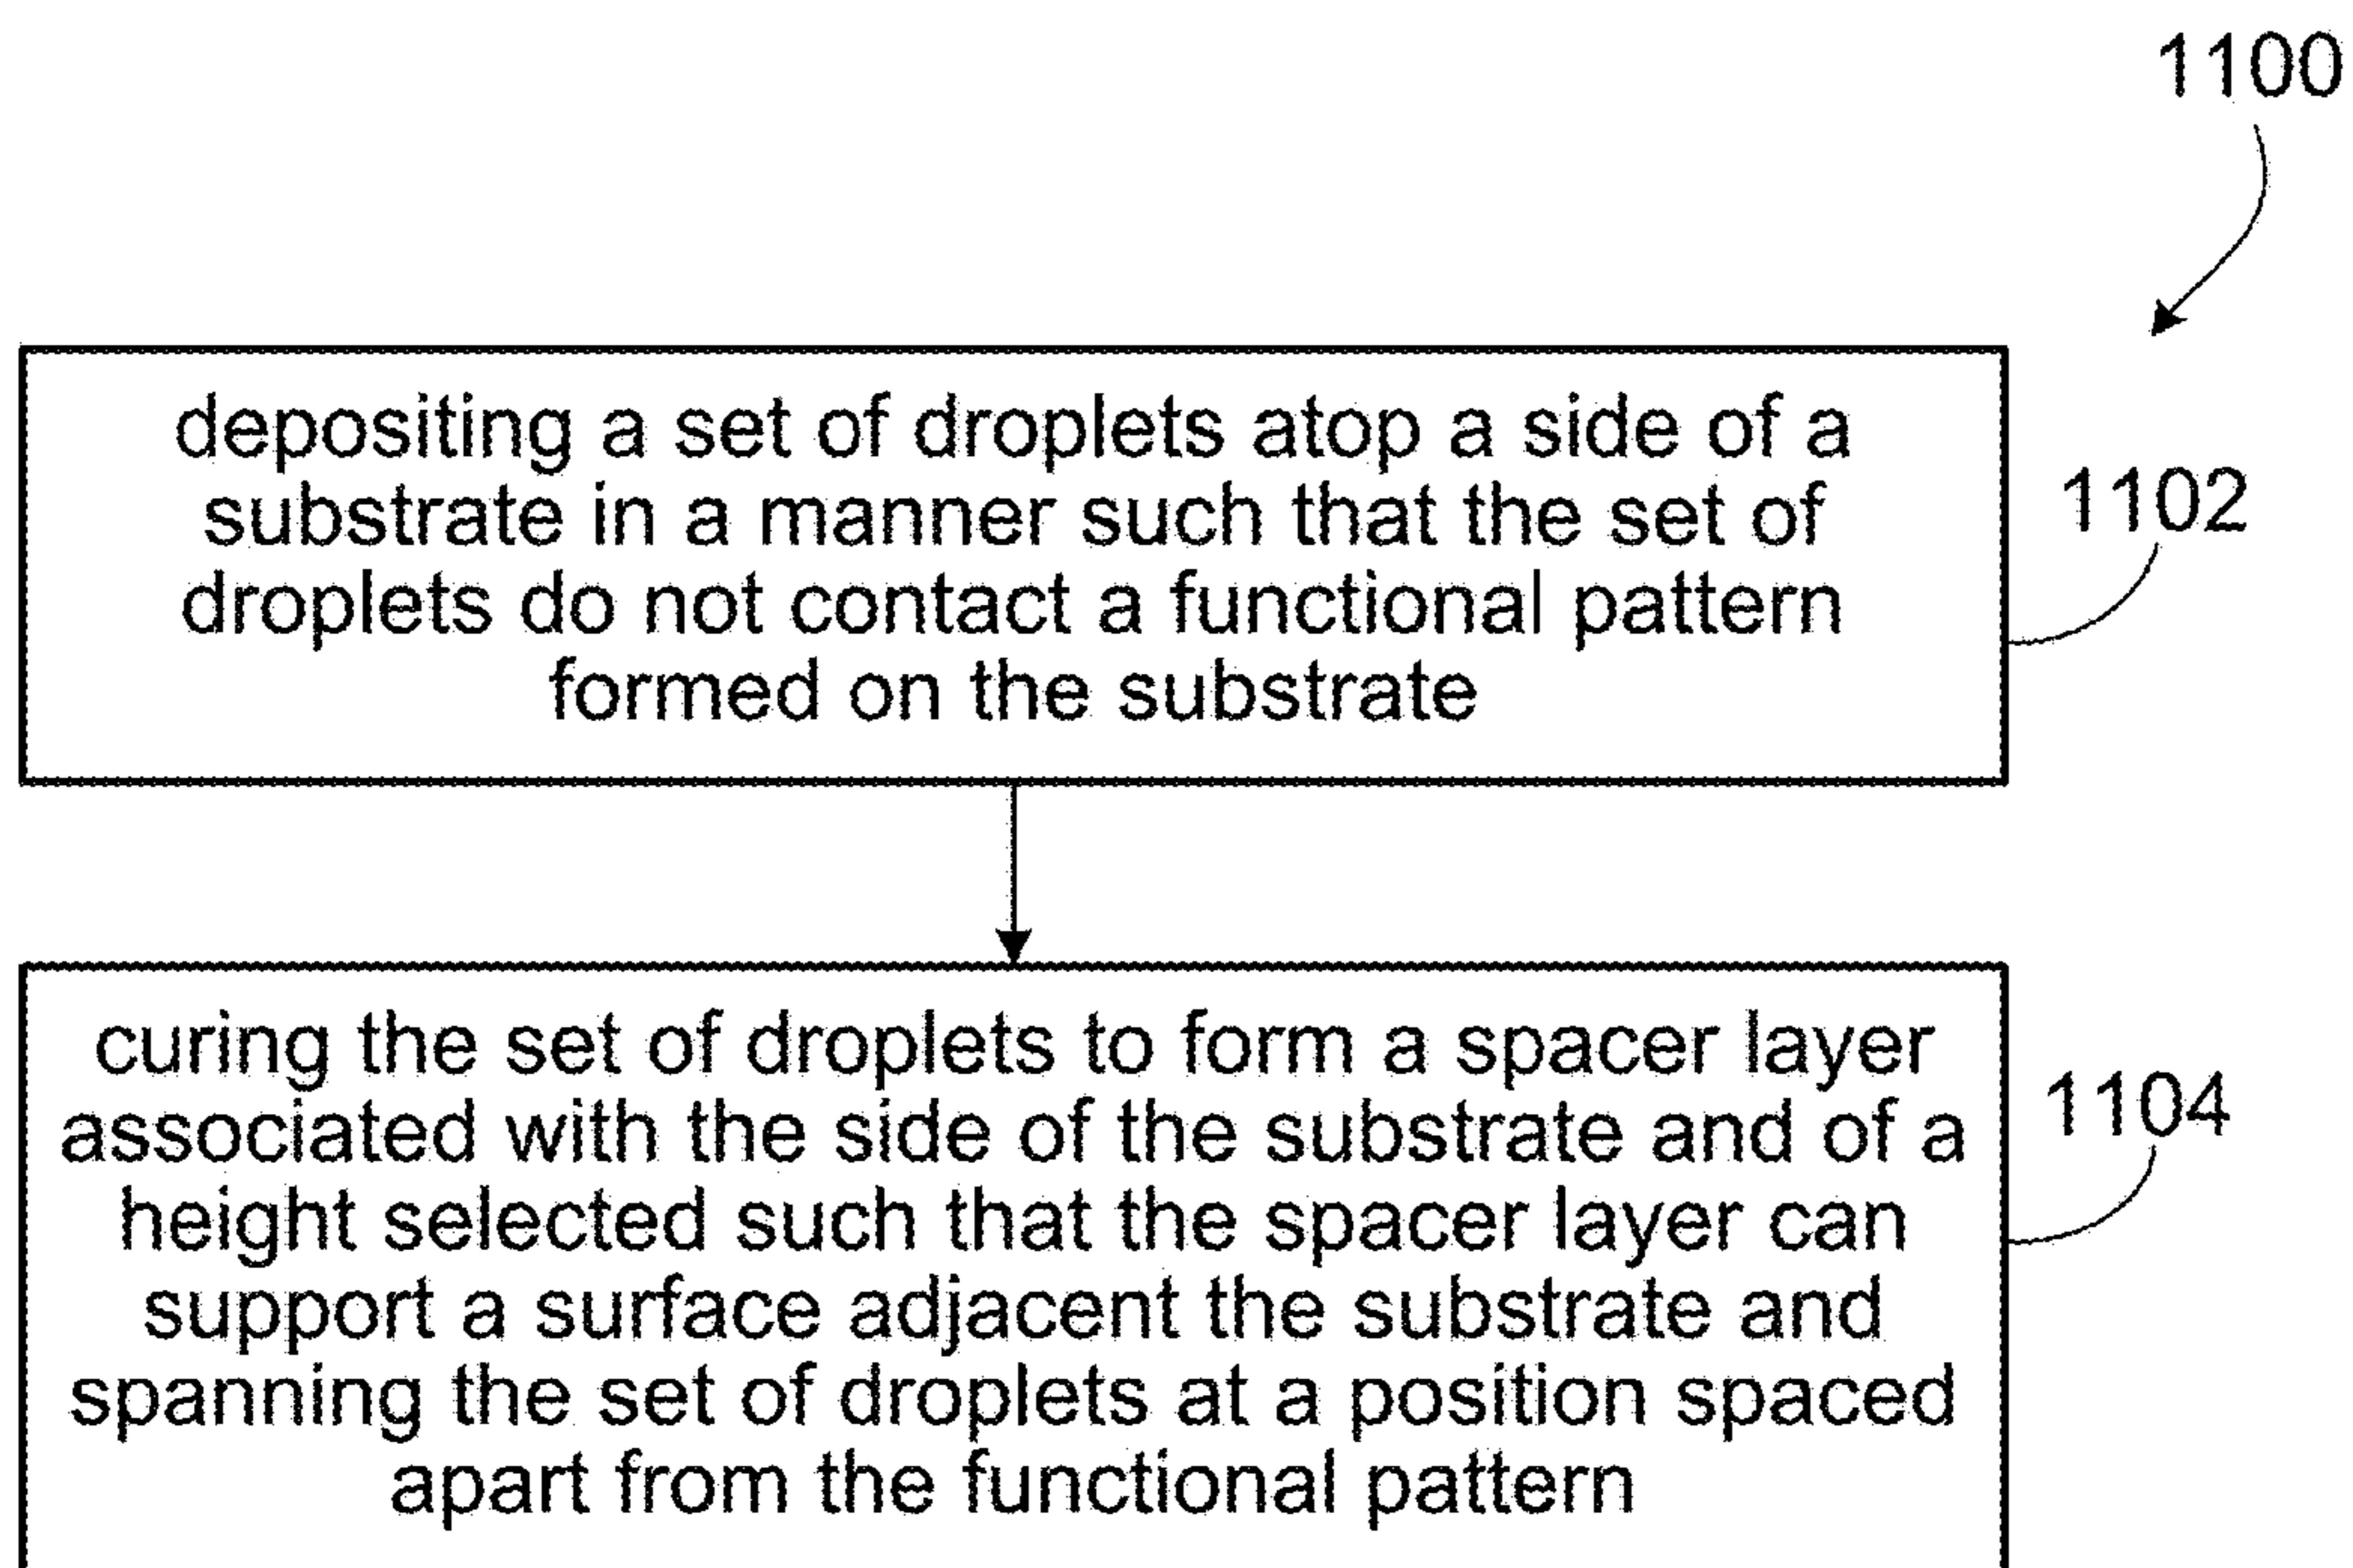 1100
depositing a set of droplets atop a side of a
substrate in a manner such that the set of
droplets do not contact a functional pattern
formed on the substrate
1102
curing the set of droplets to form a spacer layer
associated with the side of the substrate and of a
height selected such that the spacer layer can
support a surface adjacent the substrate and
spanning the set of droplets at a position spaced
apart from the functional pattern
1104